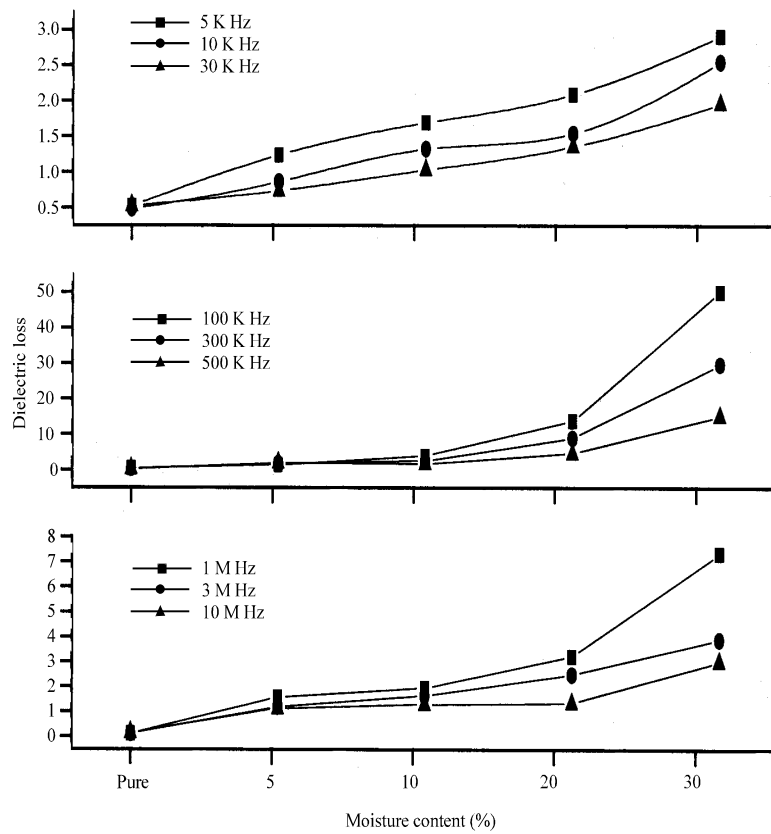 3.0
2.5
2.0
1.5
1.0
0.5
5 K Hz
10 K Hz
30 K Hz
Dielectric loss
50
40
30
20
10
0
100 K Hz
300 K Hz
500 K Hz
8
7
6
5
4
3
2
1
0
1 M Hz
3 M Hz
10 M Hz
Pure 5 10 20 30
Moisture content (%)